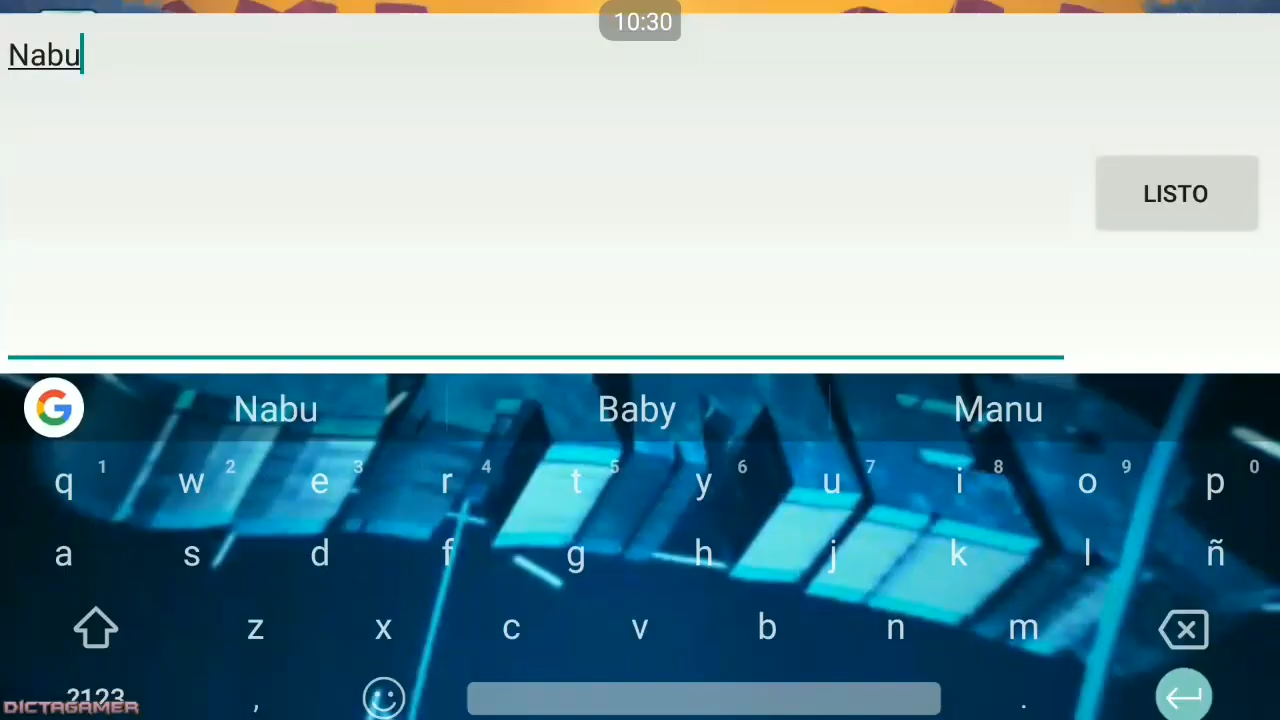 10:30
Nabu
LISTO
Nabu Baby Manu
q 1 w 2 e 3 r 4 t 5 y 6 u 7 i 8 o 9 p 0
a s d f g h j k l ñ
z x c v b n m
?123 , .
DICTAGAMER